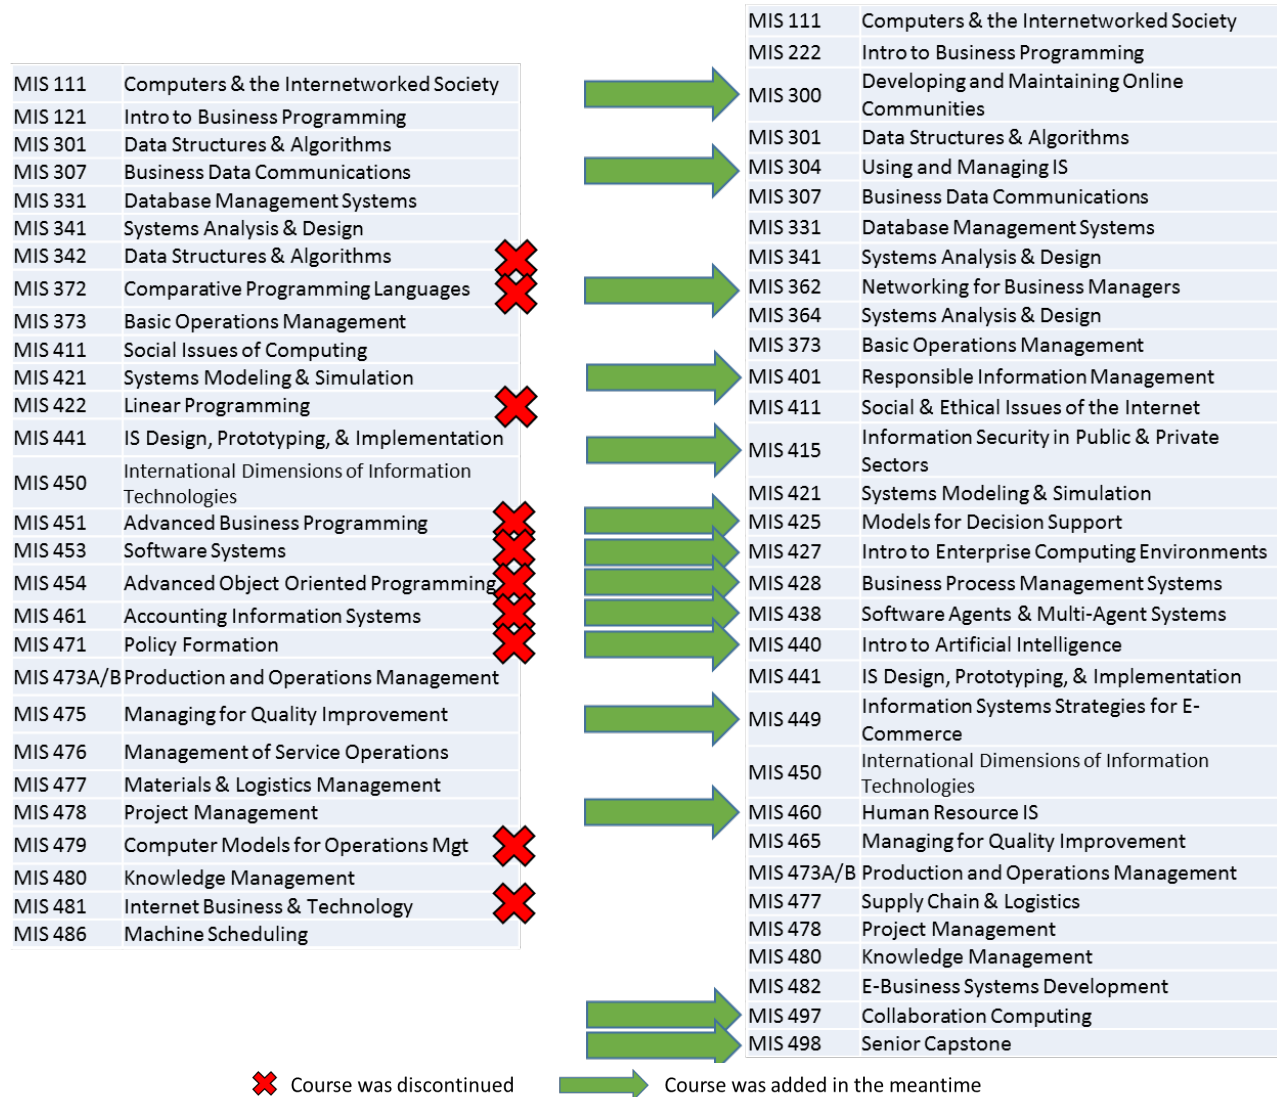 MIS 111 Computers & the Internetworked Society
MIS 121 Intro to Business Programming
MIS 301 Data Structures & Algorithms
MIS 307 Business Data Communications
MIS 331 Database Management Systems
MIS 341 Systems Analysis & Design
MIS 342 Data Structures & Algorithms
MIS 372 Comparative Programming Languages
MIS 373 Basic Operations Management
MIS 411 Social Issues of Computing
MIS 421 Systems Modeling & Simulation
MIS 422 Linear Programming
MIS 441 IS Design, Prototyping, & Implementation
MIS 450 International Dimensions of Information
Technologies
MIS 451 Advanced Business Programming
MIS 453 Software Systems
MIS 454 Advanced Object Oriented Programming
MIS 461 Accounting Information Systems
MIS 471 Policy Formation
MIS 473A/B Production and Operations Management
MIS 475 Managing for Quality Improvement
MIS 476 Management of Service Operations
MIS 477 Materials & Logistics Management
MIS 478 Project Management
MIS 479 Computer Models for Operations Mgt
MIS 480 Knowledge Management
MIS 481 Internet Business & Technology
MIS 486 Machine Scheduling
MIS 111 Computers & the Internetworked Society
MIS 222 Intro to Business Programming
MIS 300 Developing and Maintaining Online
Communities
MIS 301 Data Structures & Algorithms
MIS 304 Using and Managing IS
MIS 307 Business Data Communications
MIS 331 Database Management Systems
MIS 341 Systems Analysis & Design
MIS 362 Networking for Business Managers
MIS 364 Systems Analysis & Design
MIS 373 Basic Operations Management
MIS 401 Responsible Information Management
MIS 411 Social & Ethical Issues of the Internet
MIS 415 Information Security in Public & Private
Sectors
MIS 421 Systems Modeling & Simulation
MIS 425 Models for Decision Support
MIS 427 Intro to Enterprise Computing Environments
MIS 428 Business Process Management Systems
MIS 438 Software Agents & Multi-Agent Systems
MIS 440 Intro to Artificial Intelligence
MIS 441 IS Design, Prototyping, & Implementation
MIS 449 Information Systems Strategies for E-
Commerce
MIS 450 International Dimensions of Information
Technologies
MIS 460 Human Resource IS
MIS 465 Managing for Quality Improvement
MIS 473A/B Production and Operations Management
MIS 477 Supply Chain & Logistics
MIS 478 Project Management
MIS 480 Knowledge Management
MIS 482 E-Business Systems Development
MIS 497 Collaboration Computing
MIS 498 Senior Capstone
Course was discontinued
Course was added in the meantime